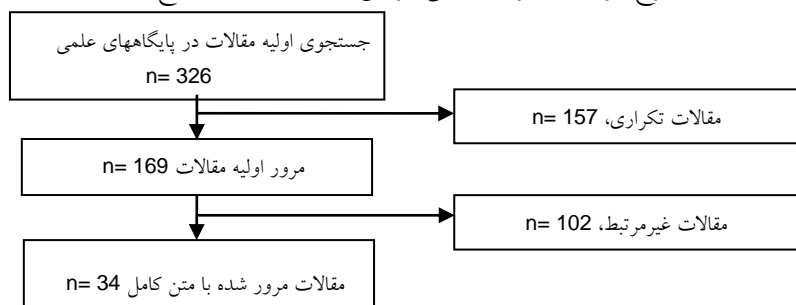 جستجوی اولیه مقالات در پایگاههای علمی
n= 326
مقالات تکراری، n= 157
مرور اولیه مقالات n= 169
مقالات غیرمرتبط، n= 102
مقالات مرور شده با متن کامل n= 34